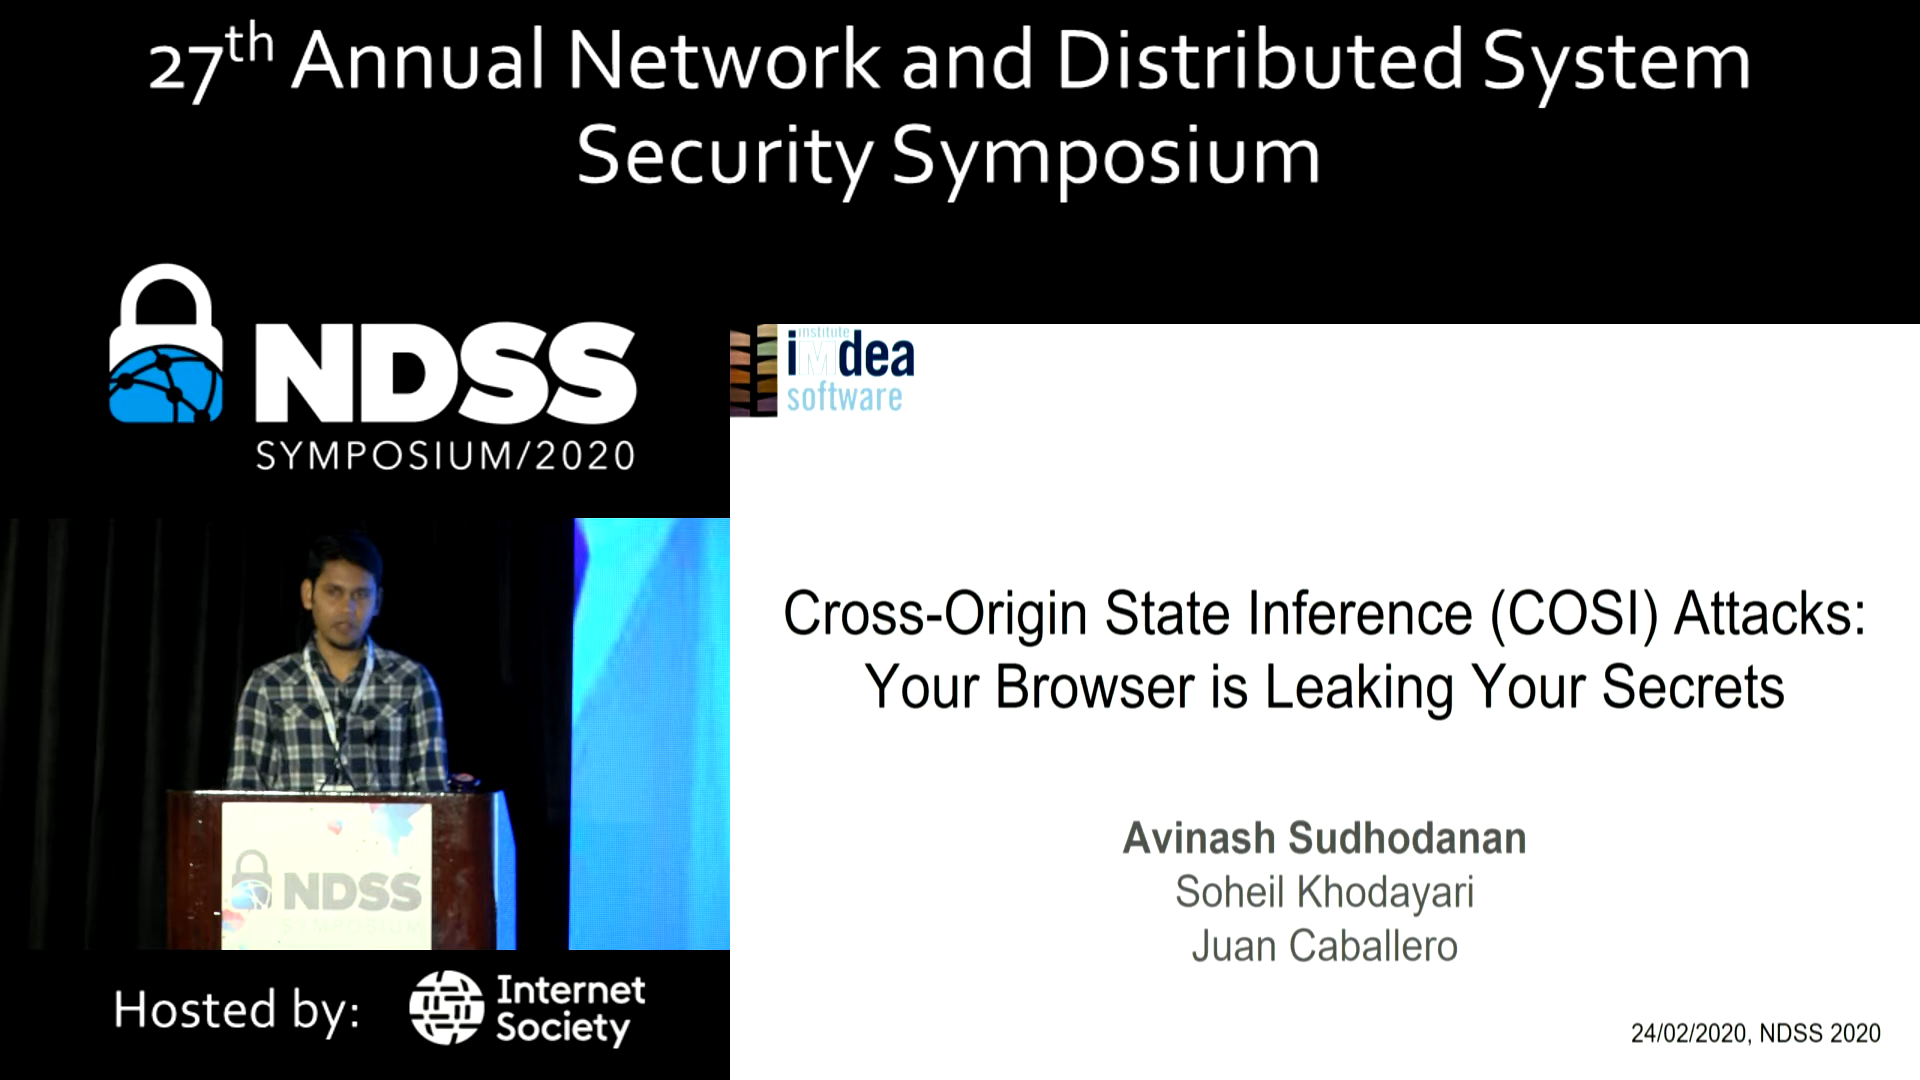 27th Annual Network and Distributed System
Security Symposium
NDSS
SYMPOSIUM/2020
institute
imdea
software
Cross-Origin State Inference (COSI) Attacks:
Your Browser is Leaking Your Secrets
Avinash Sudhodanan
Soheil Khodayari
Juan Caballero
24/02/2020, NDSS 2020
NDSS
SYMPOSIUM
Hosted by:
Internet
Society